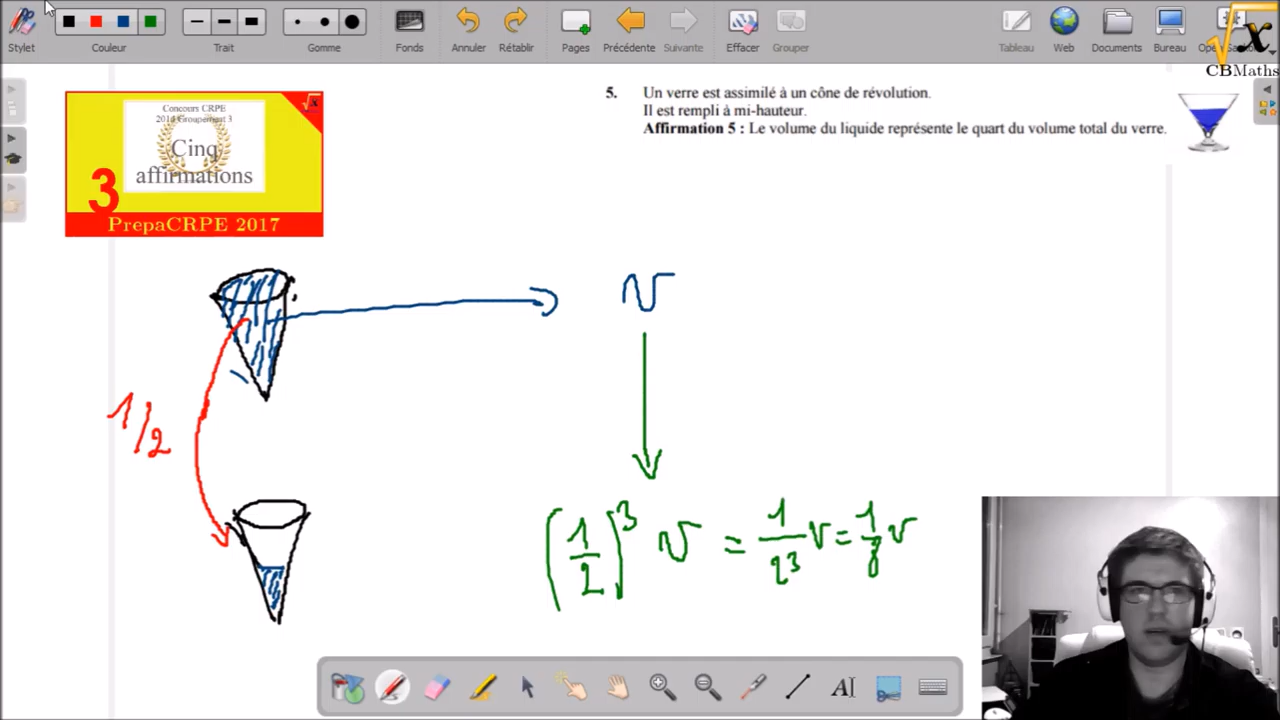 Stylet
Couleur
Trait
Gomme
Fonds
Annuler
Rétablir
Pages
Précédente
Suivante
Effacer
Grouper
Tableau
Web
Documents
Bureau
√x
CBMaths
Concours CRPE
2014 Groupement 3
Cinq
affirmations
3
PrepaCRPE 2017
5. Un verre est assimilé à un cône de révolution.
Il est rempli à mi-hauteur.
Affirmation 5 : Le volume du liquide représente le quart du volume total du verre.
V
1/2
(1/2)³ V = 1/2³ V = 1/8 V
AI